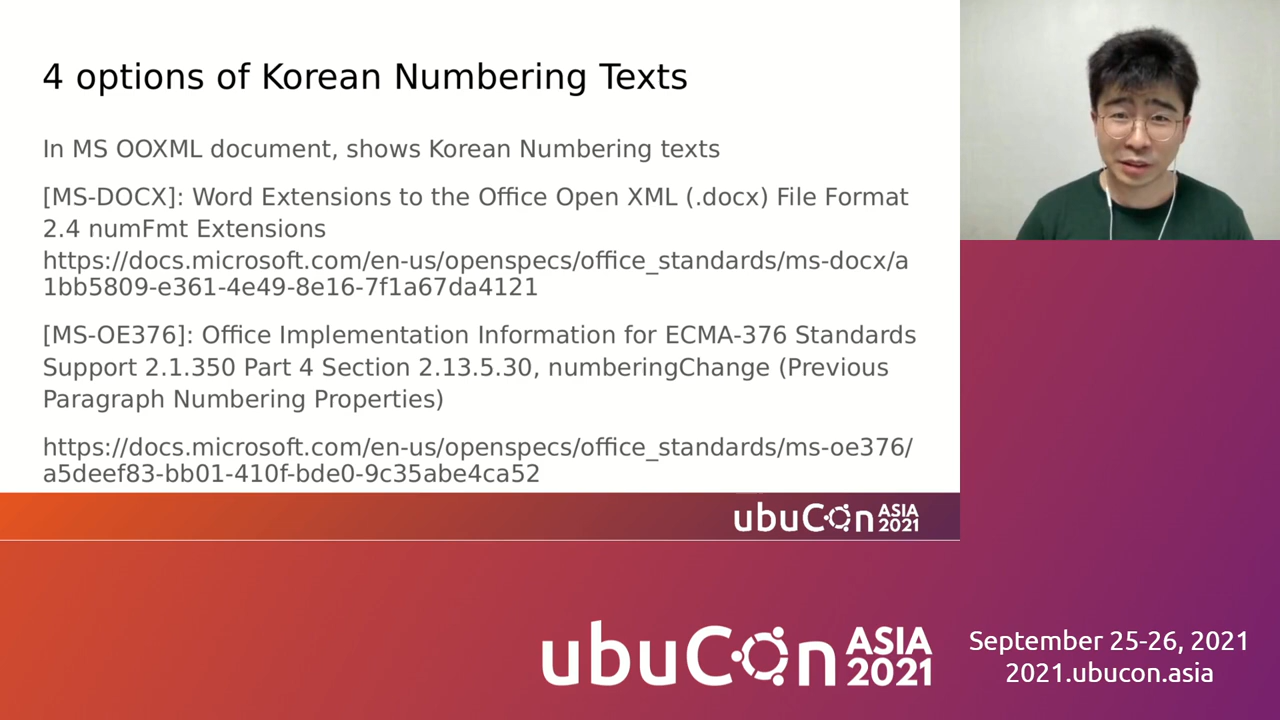 4 options of Korean Numbering Texts
In MS OOXML document, shows Korean Numbering texts
[MS-DOCX]: Word Extensions to the Office Open XML (.docx) File Format
2.4 numFmt Extensions
https://docs.microsoft.com/en-us/openspecs/office_standards/ms-docx/a
1bb5809-e361-4e49-8e16-7f1a67da4121
[MS-OE376]: Office Implementation Information for ECMA-376 Standards
Support 2.1.350 Part 4 Section 2.13.5.30, numberingChange (Previous
Paragraph Numbering Properties)
https://docs.microsoft.com/en-us/openspecs/office_standards/ms-oe376/
a5deef83-bb01-410f-bde0-9c35abe4ca52
ubuCon ASIA 2021
ubuCon ASIA 2021
September 25-26, 2021
2021.ubucon.asia